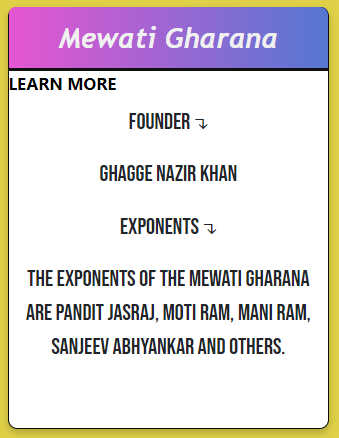 Mewati Gharana
LEARN MORE
FOUNDER ↴
GHAGGE NAZIR KHAN
EXPONENTS ↴
THE EXPONENTS OF THE MEWATI GHARANA
ARE PANDIT JASRAJ, MOTI RAM, MANI RAM,
SANJEEV ABHYANKAR AND OTHERS.